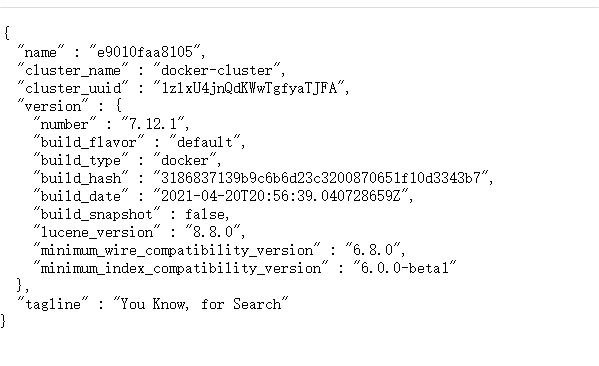 {
"name" : "e9010faa8105",
"cluster_name" : "docker-cluster",
"cluster_uuid" : "1zlxU4jnQdKWwTgfyaTJFA",
"version" : {
"number" : "7.12.1",
"build_flavor" : "default",
"build_type" : "docker",
"build_hash" : "3186837139b9c6b6d23c3200870651f10d3343b7",
"build_date" : "2021-04-20T20:56:39.040728659Z",
"build_snapshot" : false,
"lucene_version" : "8.8.0",
"minimum_wire_compatibility_version" : "6.8.0",
"minimum_index_compatibility_version" : "6.0.0-beta1"
},
"tagline" : "You Know, for Search"
}